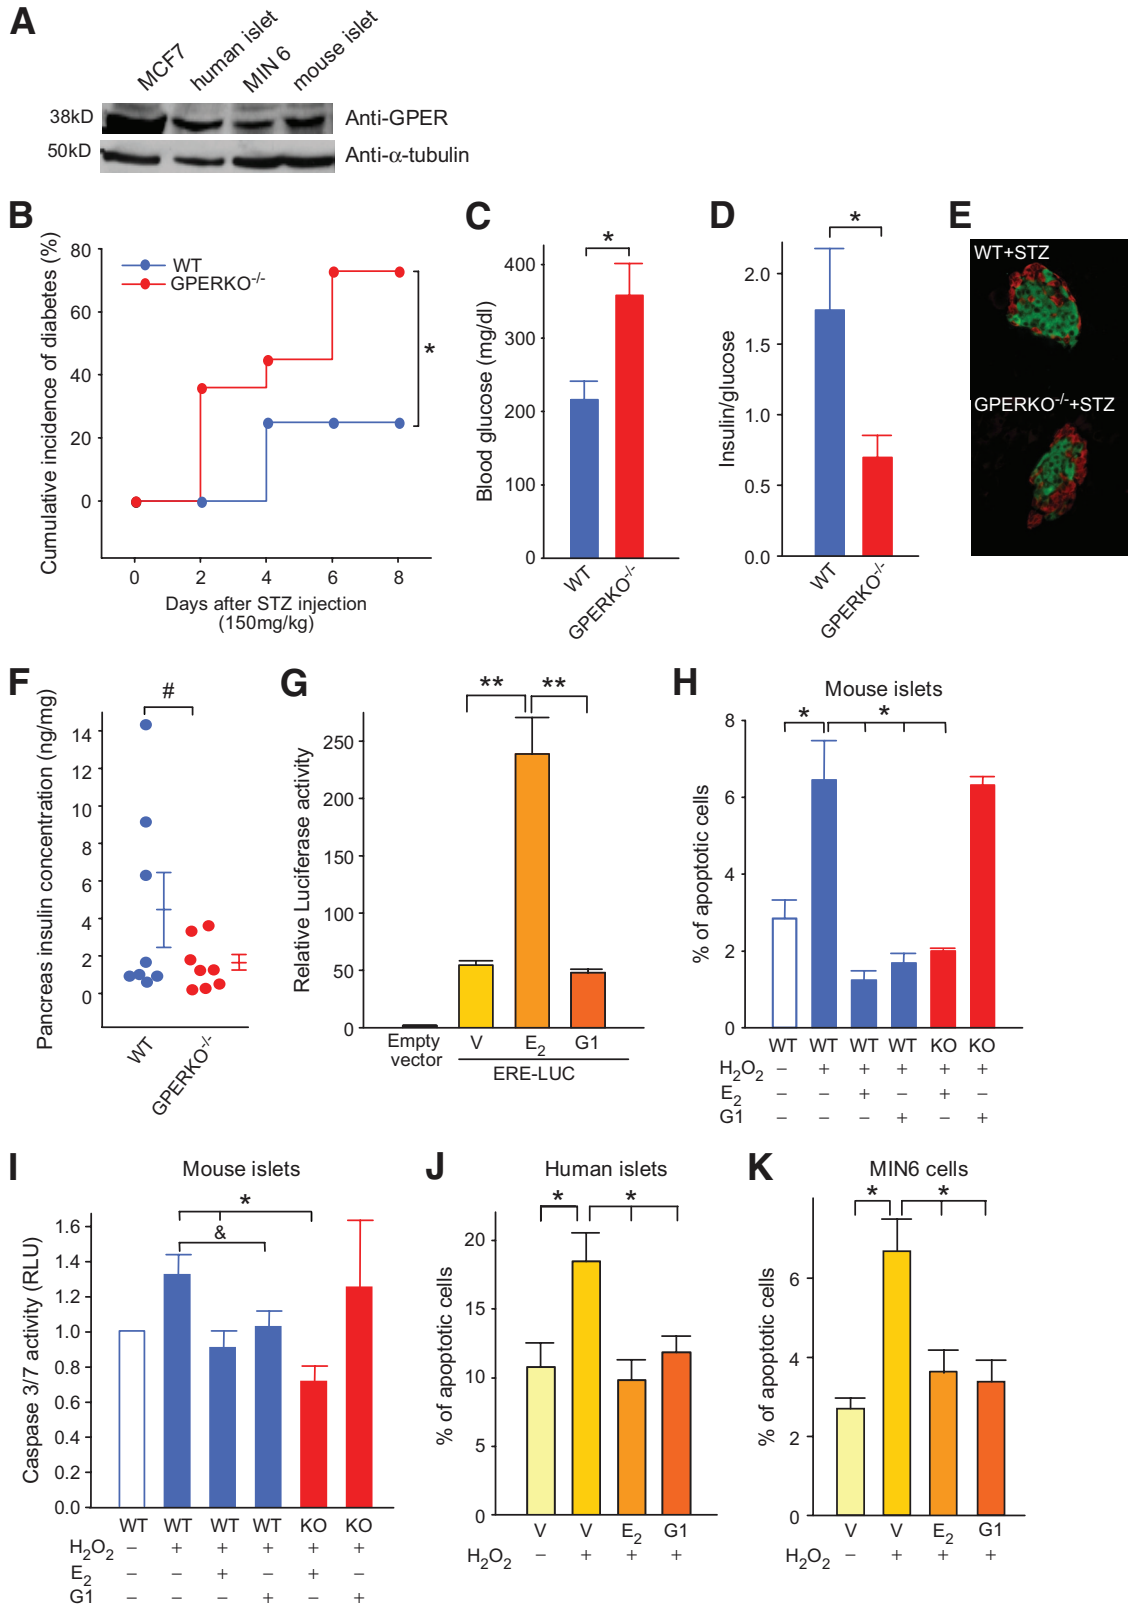 A
MCF7
human islet
MIN 6
mouse islet
38kD
Anti-GPER
50kD
Anti-α-tubulin
B
Cumulative incidence of diabetes (%)
80
60
40
20
0
WT
GPERKO-/-
*
0 2 4 6 8
Days after STZ injection
(150mg/kg)
C
Blood glucose (mg/dl)
400
300
200
100
0
*
WT
GPERKO-/-
D
Insulin/glucose
2.0
1.5
1.0
0.5
0.0
*
WT
GPERKO-/-
E
WT+STZ
GPERKO-/-+STZ
F
Pancreas insulin concentration (ng/mg)
14
12
10
8
6
4
2
0
#
WT
GPERKO-/-
G
Relative Luciferase activity
250
200
150
100
50
0
** **
Empty vector
V E2 G1
ERE-LUC
H
Mouse islets
% of apoptotic cells
8
6
4
2
0
* *
WT WT WT WT KO KO
H2O2 – + + + + +
E2 – – + – + –
G1 – – – + – +
I
Mouse islets
Caspase 3/7 activity (RLU)
1.6
1.4
1.2
1.0
0.8
0.6
0.4
0.2
0.0
*
&
WT WT WT WT KO KO
H2O2 – + + + + +
E2 – – + – + –
G1 – – – + – +
J
Human islets
% of apoptotic cells
20
15
10
5
0
* *
V V E2 G1
H2O2 – + + +
K
MIN6 cells
% of apoptotic cells
6
4
2
0
* *
V V E2 G1
H2O2 – + + +